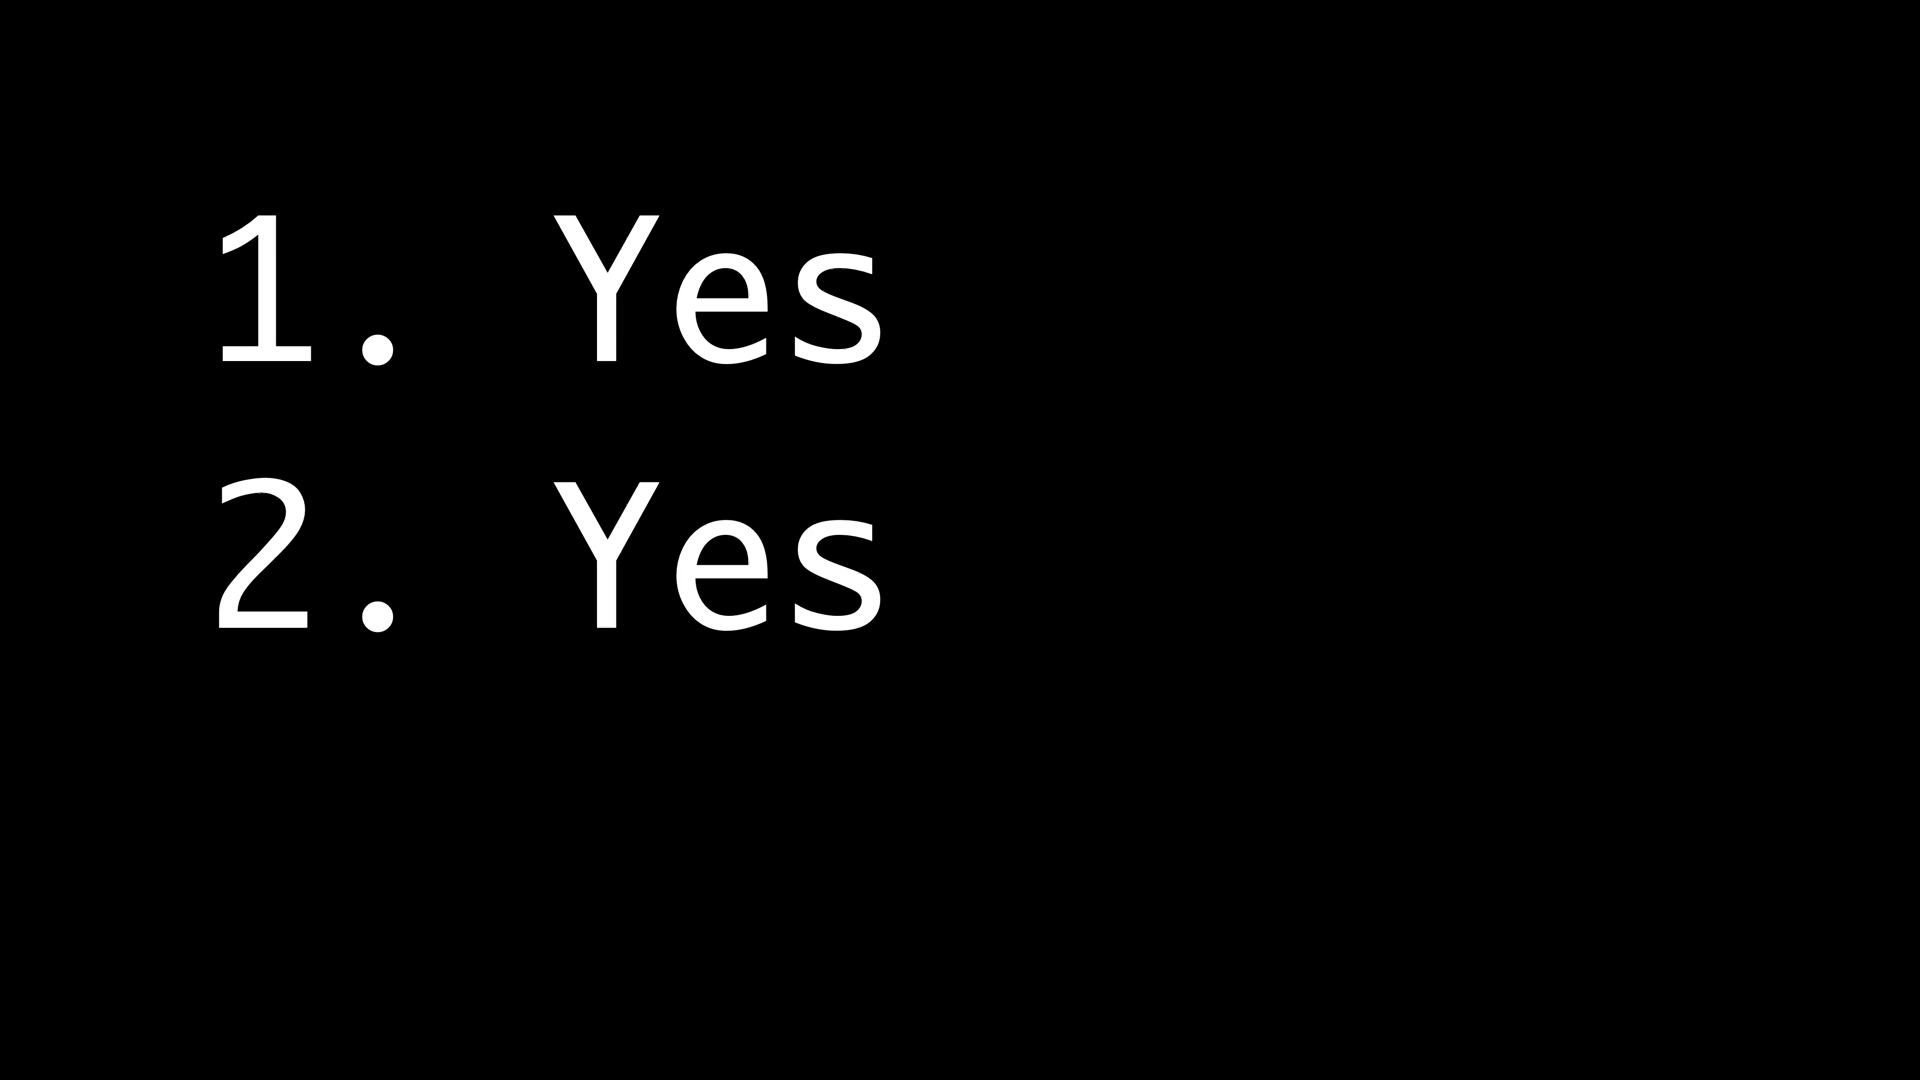 1. Yes
2. Yes